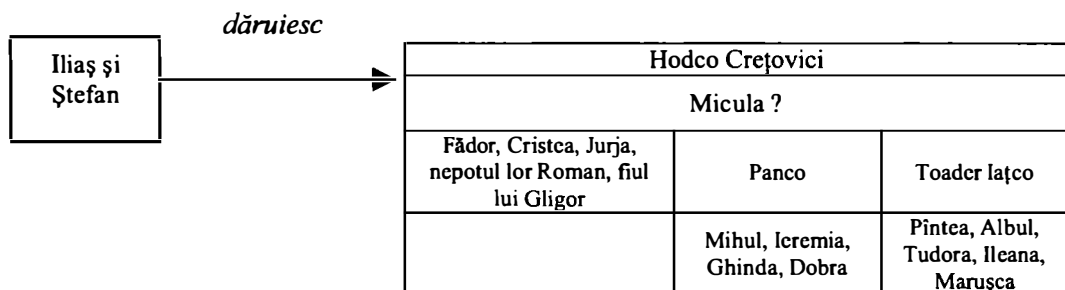 dăruiesc
Iliaş şi
Ştefan
Hodco Creţovici
Micula ?
Fădor, Cristea, Jurja,
nepotul lor Roman, fiul
lui Gligor
Panco
Toader Iaţco
Mihul, Ieremia,
Ghinda, Dobra
Pîntea, Albul,
Tudora, Ileana,
Maruşca